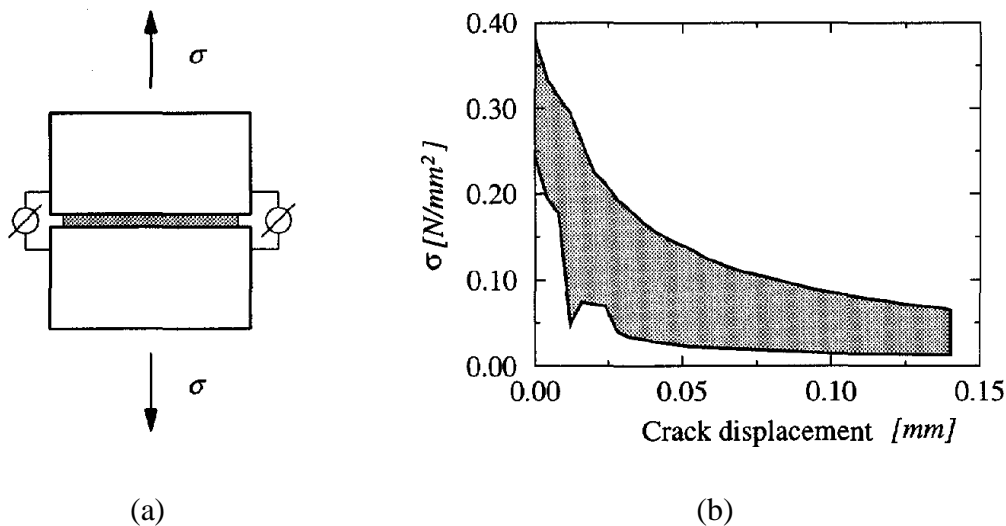 σ
σ
0.40
0.30
0.20
0.10
0.00
σ [N/mm²]
0.00
0.05
0.10
0.15
Crack displacement [mm]
(a)
(b)